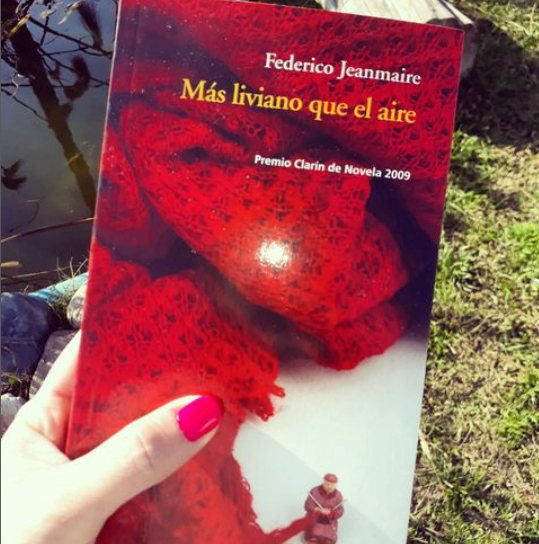 Federico Jeanmaire
Más liviano que el aire
Premio Clarín de Novela 2009